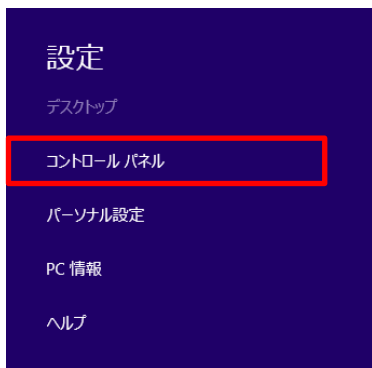 設定
デスクトップ
コントロール パネル
パーソナル設定
PC 情報
ヘルプ